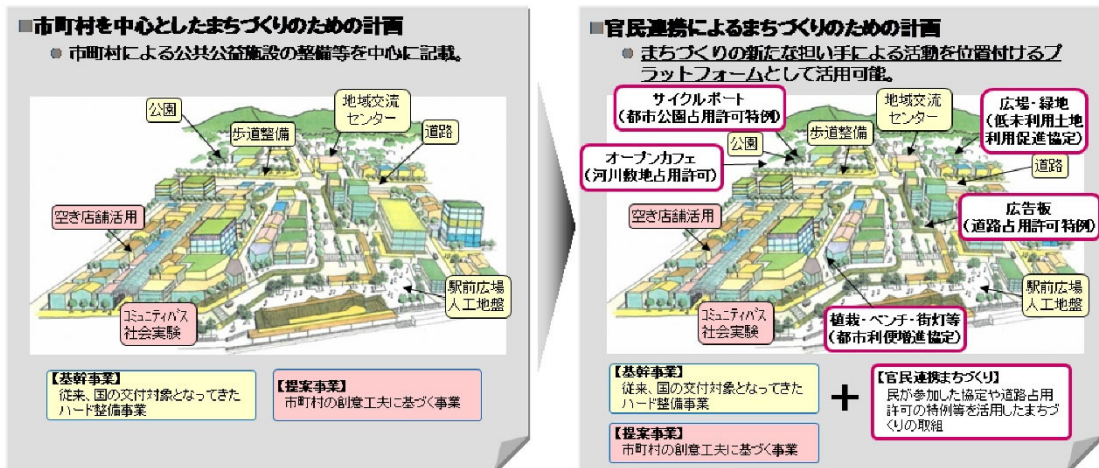 ■市町村を中心としたまちづくりのための計画
● 市町村による公共公益施設の整備等を中心に記載。
公園
歩道整備
地域交流
センター
道路
空き店舗活用
コミュニティバス
社会実験
駅前広場
人工地盤
【基幹事業】
従来、国の交付対象となってきた
ハード整備事業
【提案事業】
市町村の創意工夫に基づく事業
■官民連携によるまちづくりのための計画
● まちづくりの新たな担い手による活動を位置付けるプ
ラットフォームとして活用可能。
サイクルポート
(都市公園占用許可特例)
地域交流
センター
広場・緑地
(低未利用土地
利用促進協定)
公園
歩道整備
オープンカフェ
(河川敷地占用許可)
道路
空き店舗活用
広告板
(道路占用許可特例)
コミュニティバス
社会実験
植栽・ベンチ・街灯等
(都市利便増進協定)
駅前広場
人工地盤
【基幹事業】
従来、国の交付対象となってきた
ハード整備事業
【提案事業】
市町村の創意工夫に基づく事業
+
【官民連携まちづくり】
民が参加した協定や道路占用
許可の特例等を活用したまちづ
くりの取組